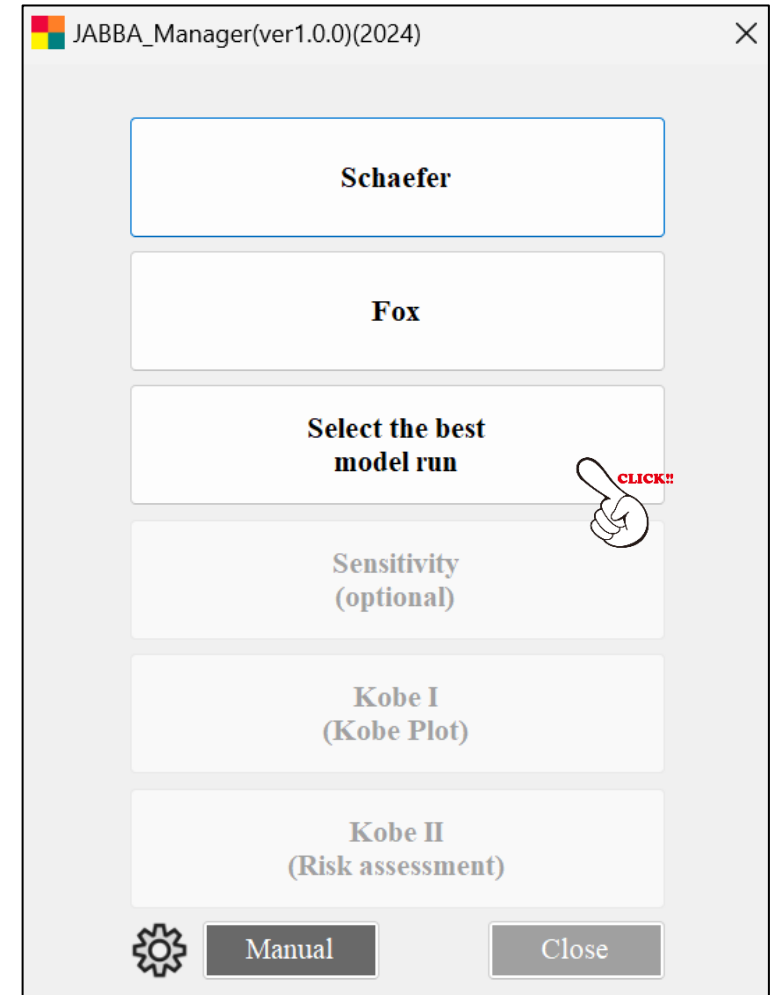 JABBA_Manager(ver1.0.0)(2024)
Schaefer
Fox
Select the best
model run
CLICK!!
Sensitivity
(optional)
Kobe I
(Kobe Plot)
Kobe II
(Risk assessment)
Manual
Close